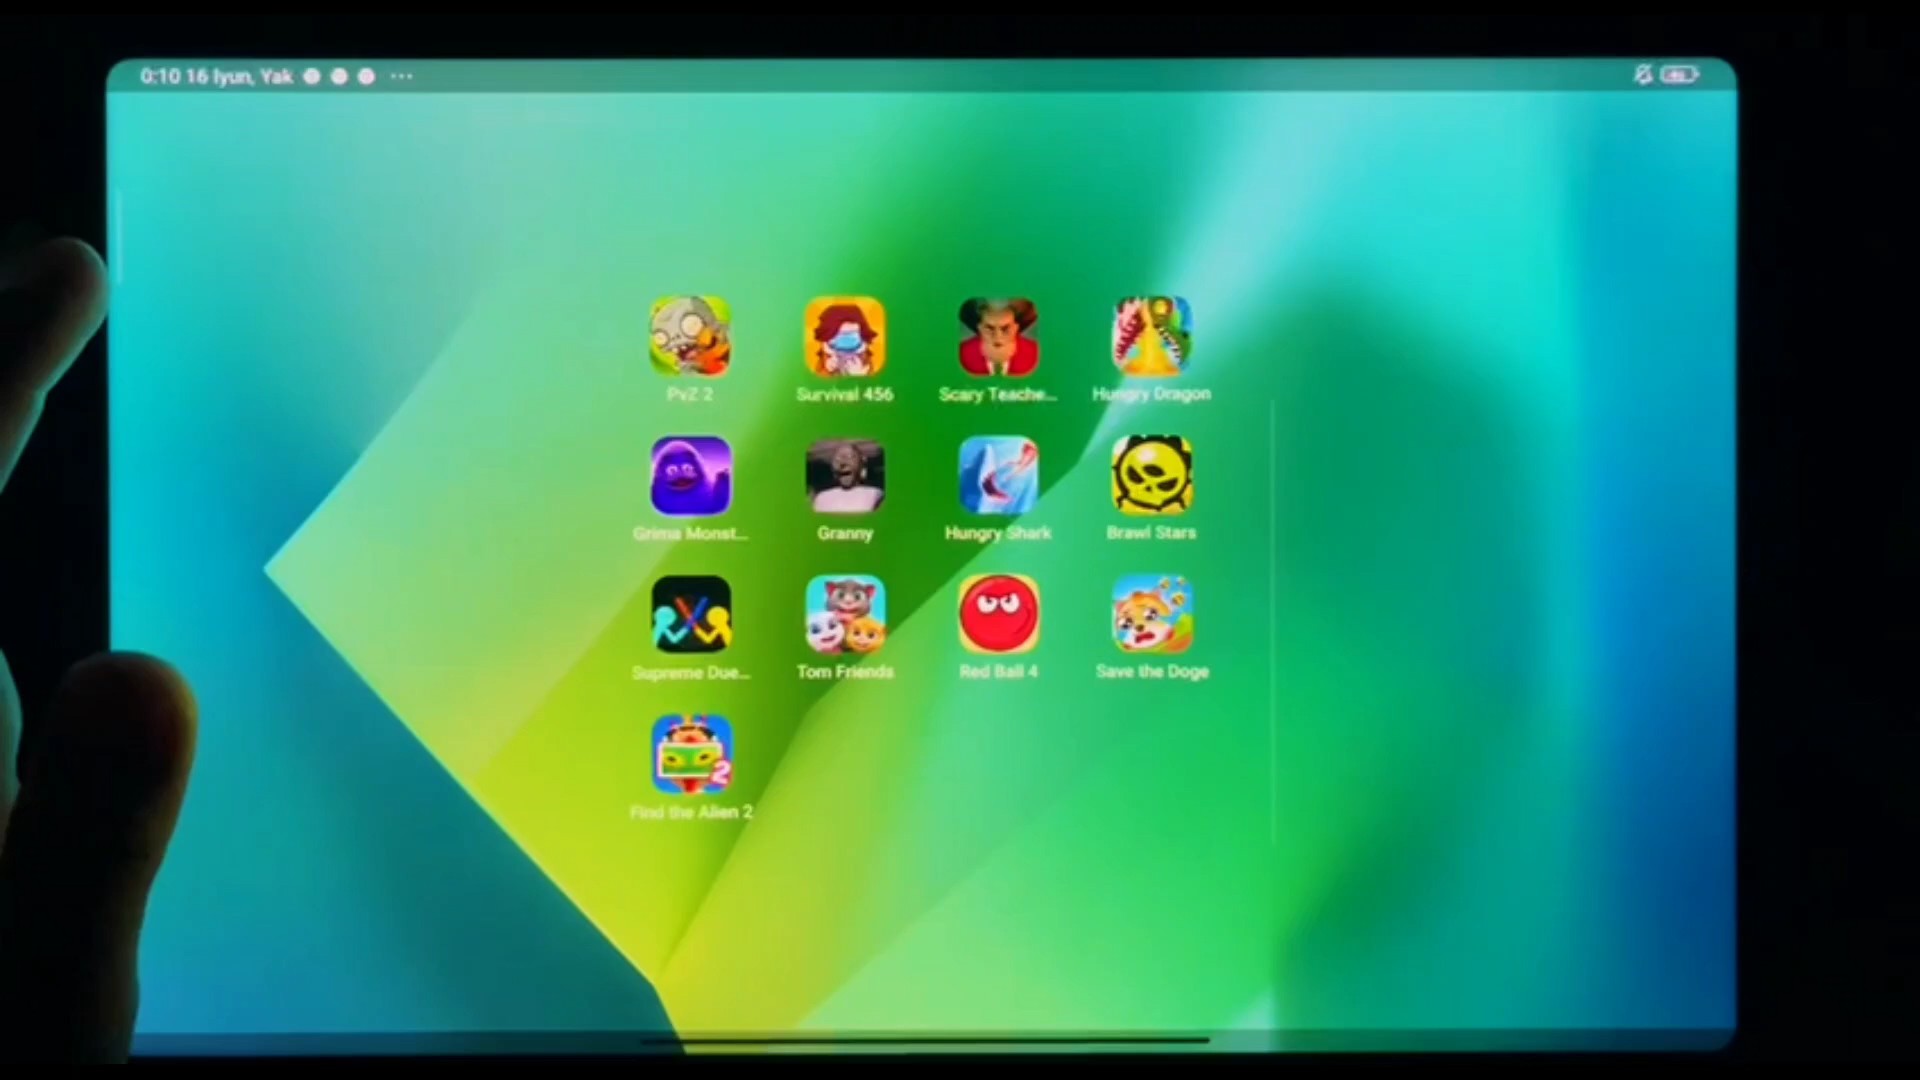 0:10 16 Iyun, Yak ...
PvZ 2
Survival 456
Scary Teache...
Hungry Dragon
Grima Monst...
Granny
Hungry Shark
Brawl Stars
Supreme Due...
Tom Friends
Red Ball 4
Save the Doge
2
Find the Alien 2